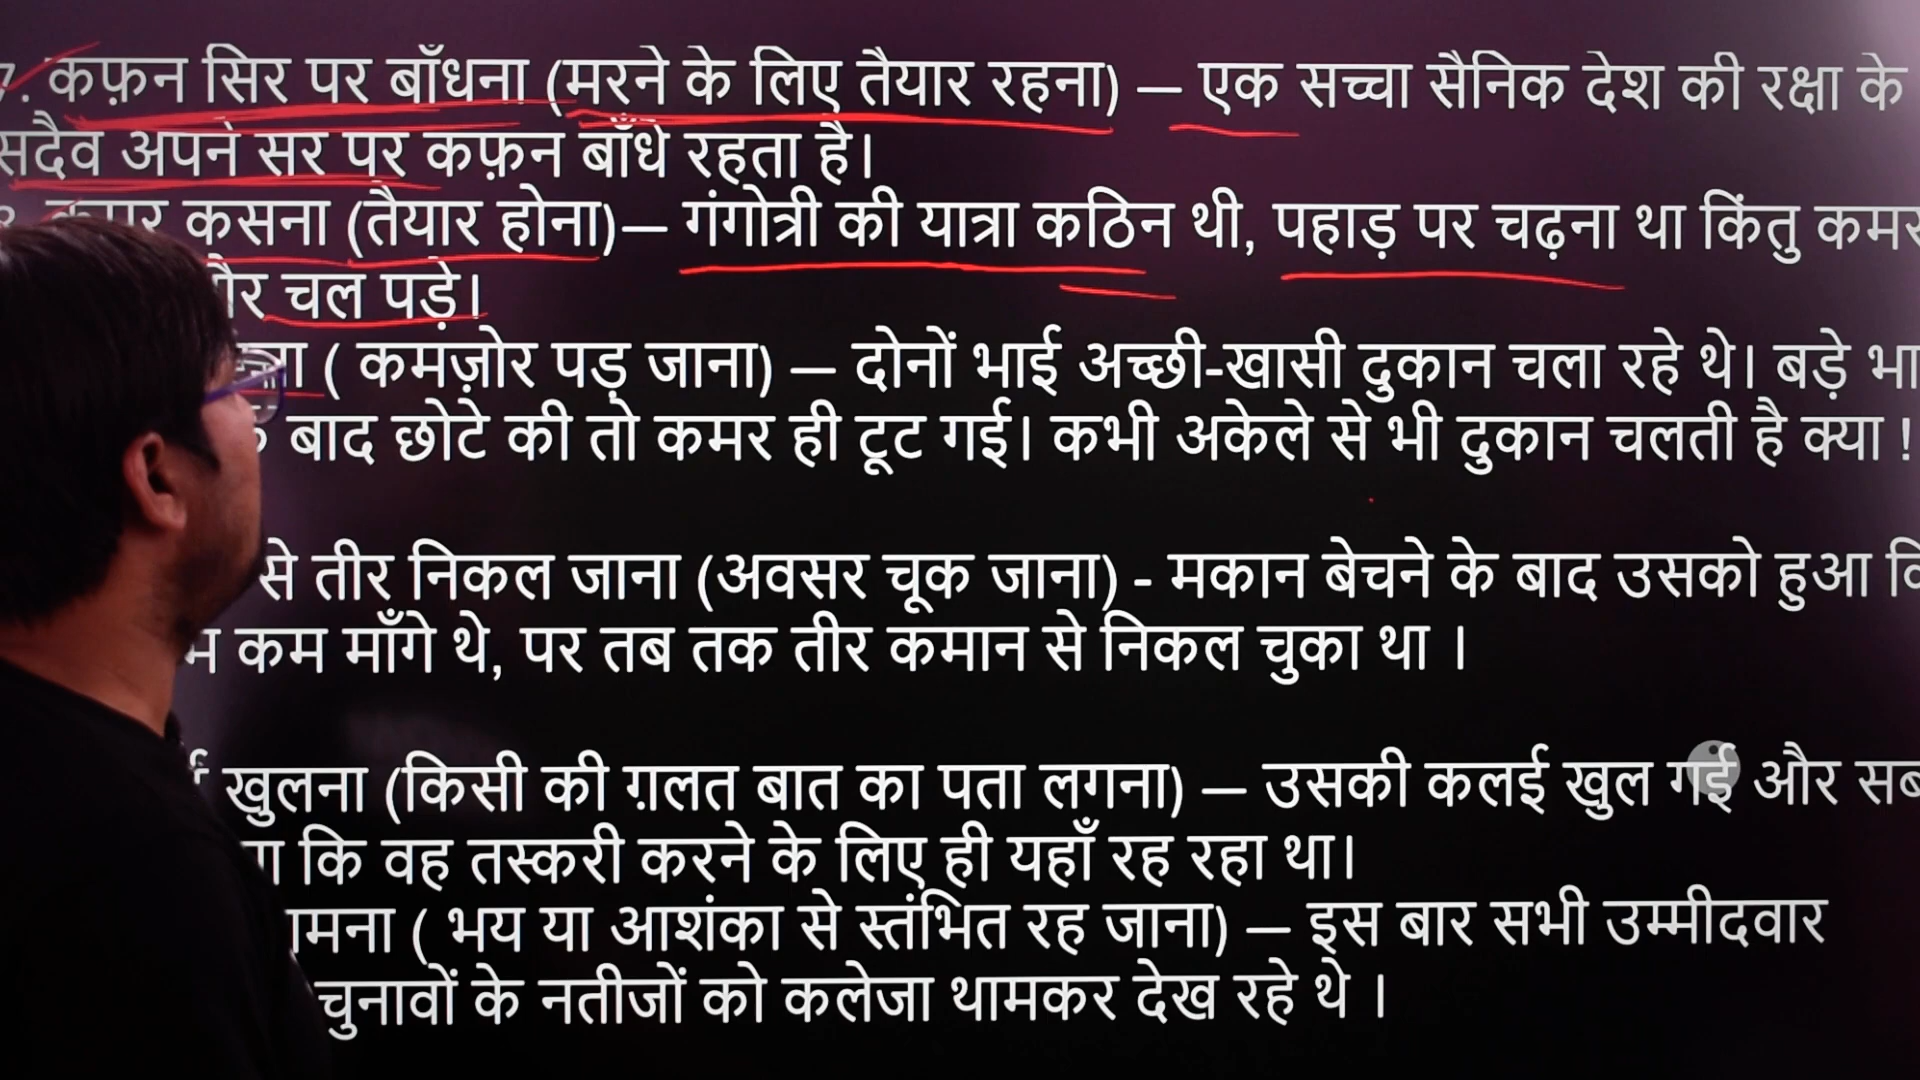 7. कफ़न सिर पर बाँधना (मरने के लिए तैयार रहना) — एक सच्चा सैनिक देश की रक्षा के
सदैव अपने सर पर कफ़न बाँधे रहता है।
कसना (तैयार होना)— गंगोत्री की यात्रा कठिन थी, पहाड़ पर चढ़ना था किंतु कमर
चल पड़े।
( कमज़ोर पड़ जाना) — दोनों भाई अच्छी-खासी दुकान चला रहे थे। बड़े
बाद छोटे की तो कमर ही टूट गई। कभी अकेले से भी दुकान चलती है क्या !
से तीर निकल जाना (अवसर चूक जाना) - मकान बेचने के बाद उसको हुआ
कम माँगे थे, पर तब तक तीर कमान से निकल चुका था ।
खुलना (किसी की ग़लत बात का पता लगना) — उसकी कलई खुल गई और सब
कि वह तस्करी करने के लिए ही यहाँ रह रहा था।
( भय या आशंका से स्तंभित रह जाना) — इस बार सभी उम्मीदवार
चुनावों के नतीजों को कलेजा थामकर देख रहे थे ।